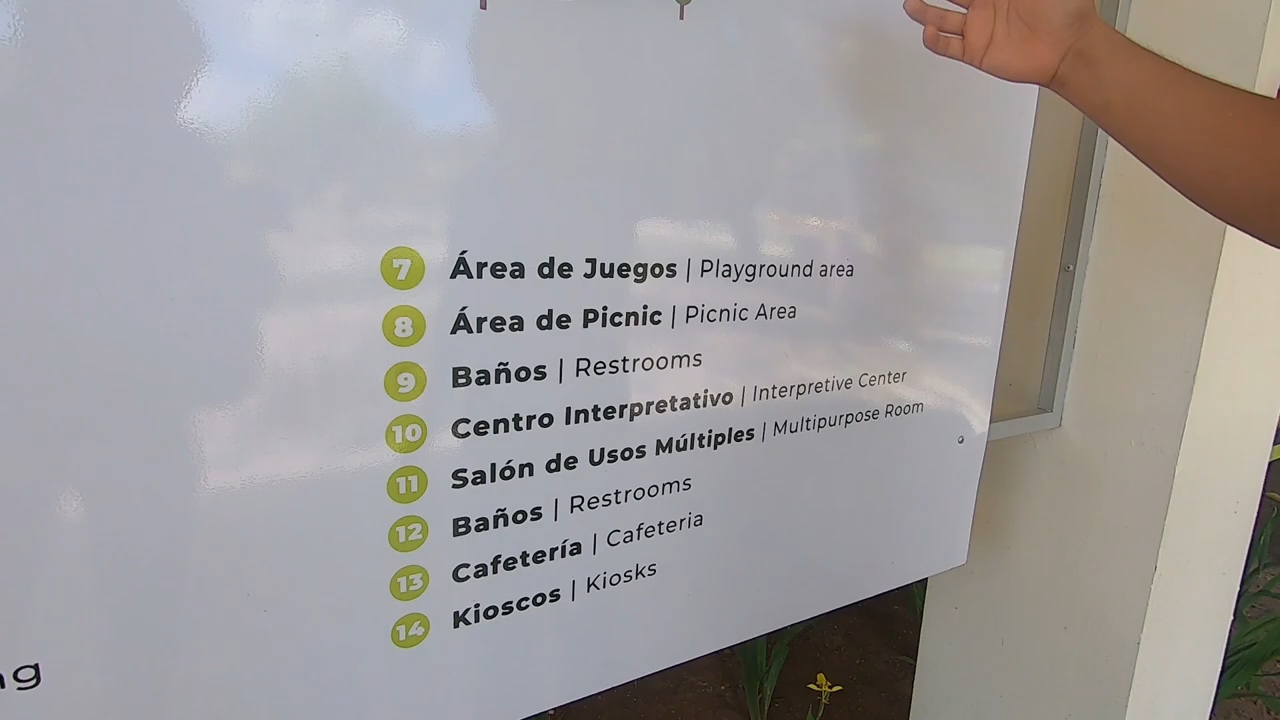 7 Área de Juegos | Playground area
8 Área de Picnic | Picnic Area
9 Baños | Restrooms
10 Centro Interpretativo | Interpretive Center
11 Salón de Usos Múltiples | Multipurpose Room
12 Baños | Restrooms
13 Cafetería | Cafeteria
14 Kioscos | Kiosks